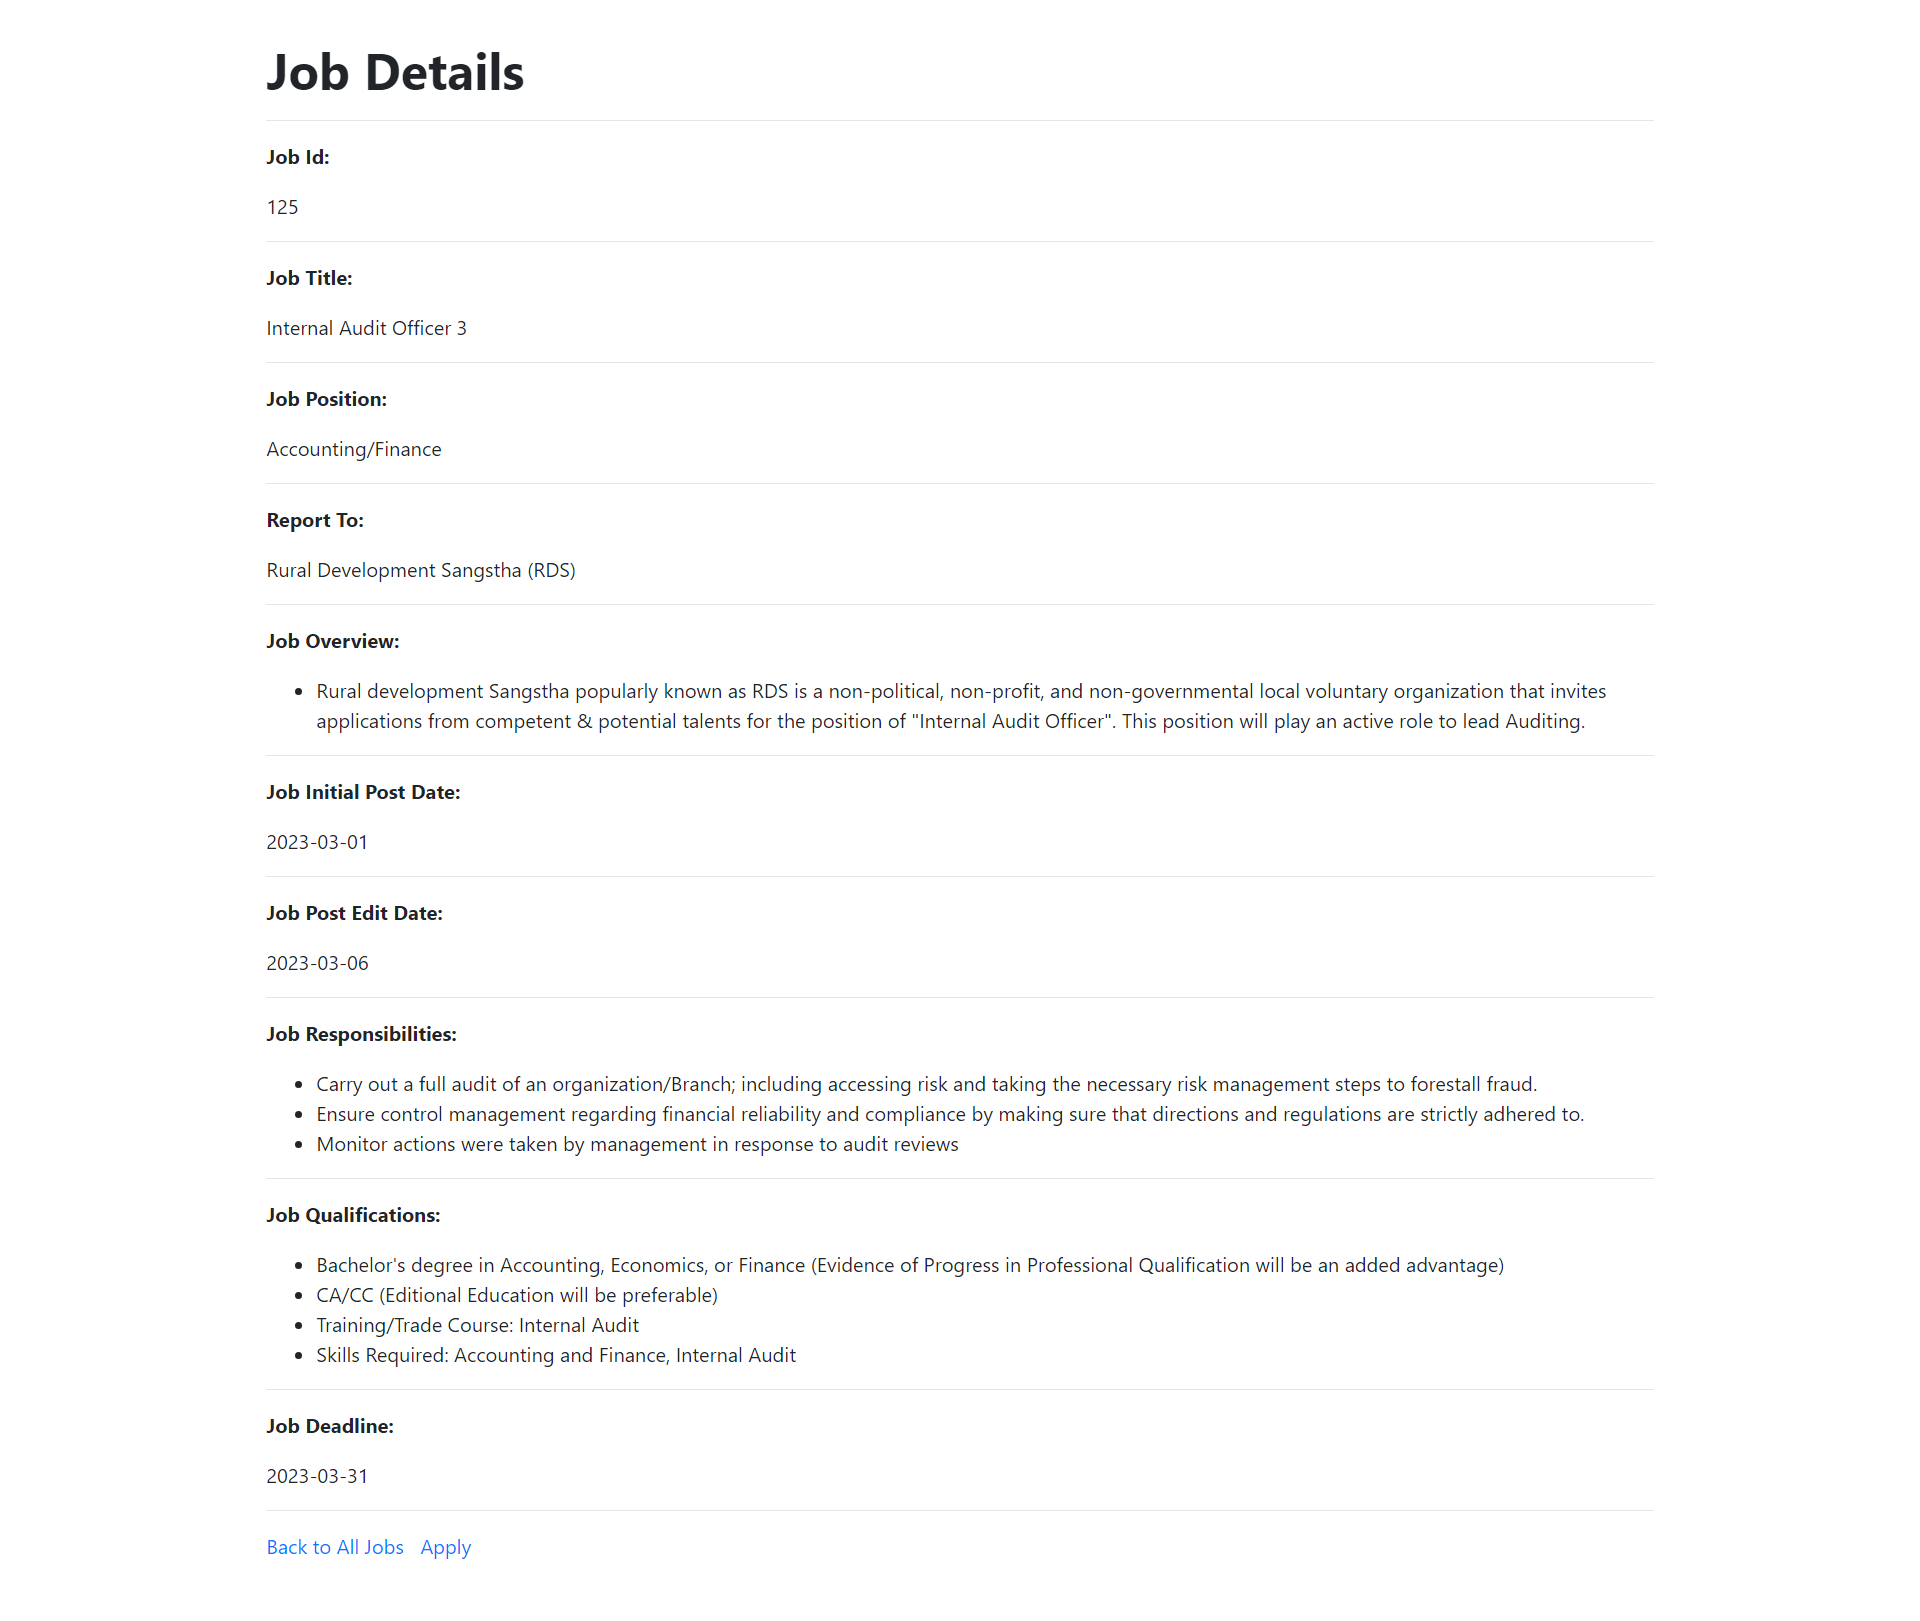 Job Details
Job Id:
125
Job Title:
Internal Audit Officer 3
Job Position:
Accounting/Finance
Report To:
Rural Development Sangstha (RDS)
Job Overview:
• Rural development Sangstha popularly known as RDS is a non-political, non-profit, and non-governmental local voluntary organization that invites
applications from competent & potential talents for the position of "Internal Audit Officer". This position will play an active role to lead Auditing.
Job Initial Post Date:
2023-03-01
Job Post Edit Date:
2023-03-06
Job Responsibilities:
• Carry out a full audit of an organization/Branch; including accessing risk and taking the necessary risk management steps to forestall fraud.
• Ensure control management regarding financial reliability and compliance by making sure that directions and regulations are strictly adhered to.
• Monitor actions were taken by management in response to audit reviews
Job Qualifications:
• Bachelor's degree in Accounting, Economics, or Finance (Evidence of Progress in Professional Qualification will be an added advantage)
• CA/CC (Editional Education will be preferable)
• Training/Trade Course: Internal Audit
• Skills Required: Accounting and Finance, Internal Audit
Job Deadline:
2023-03-31
Back to All Jobs Apply